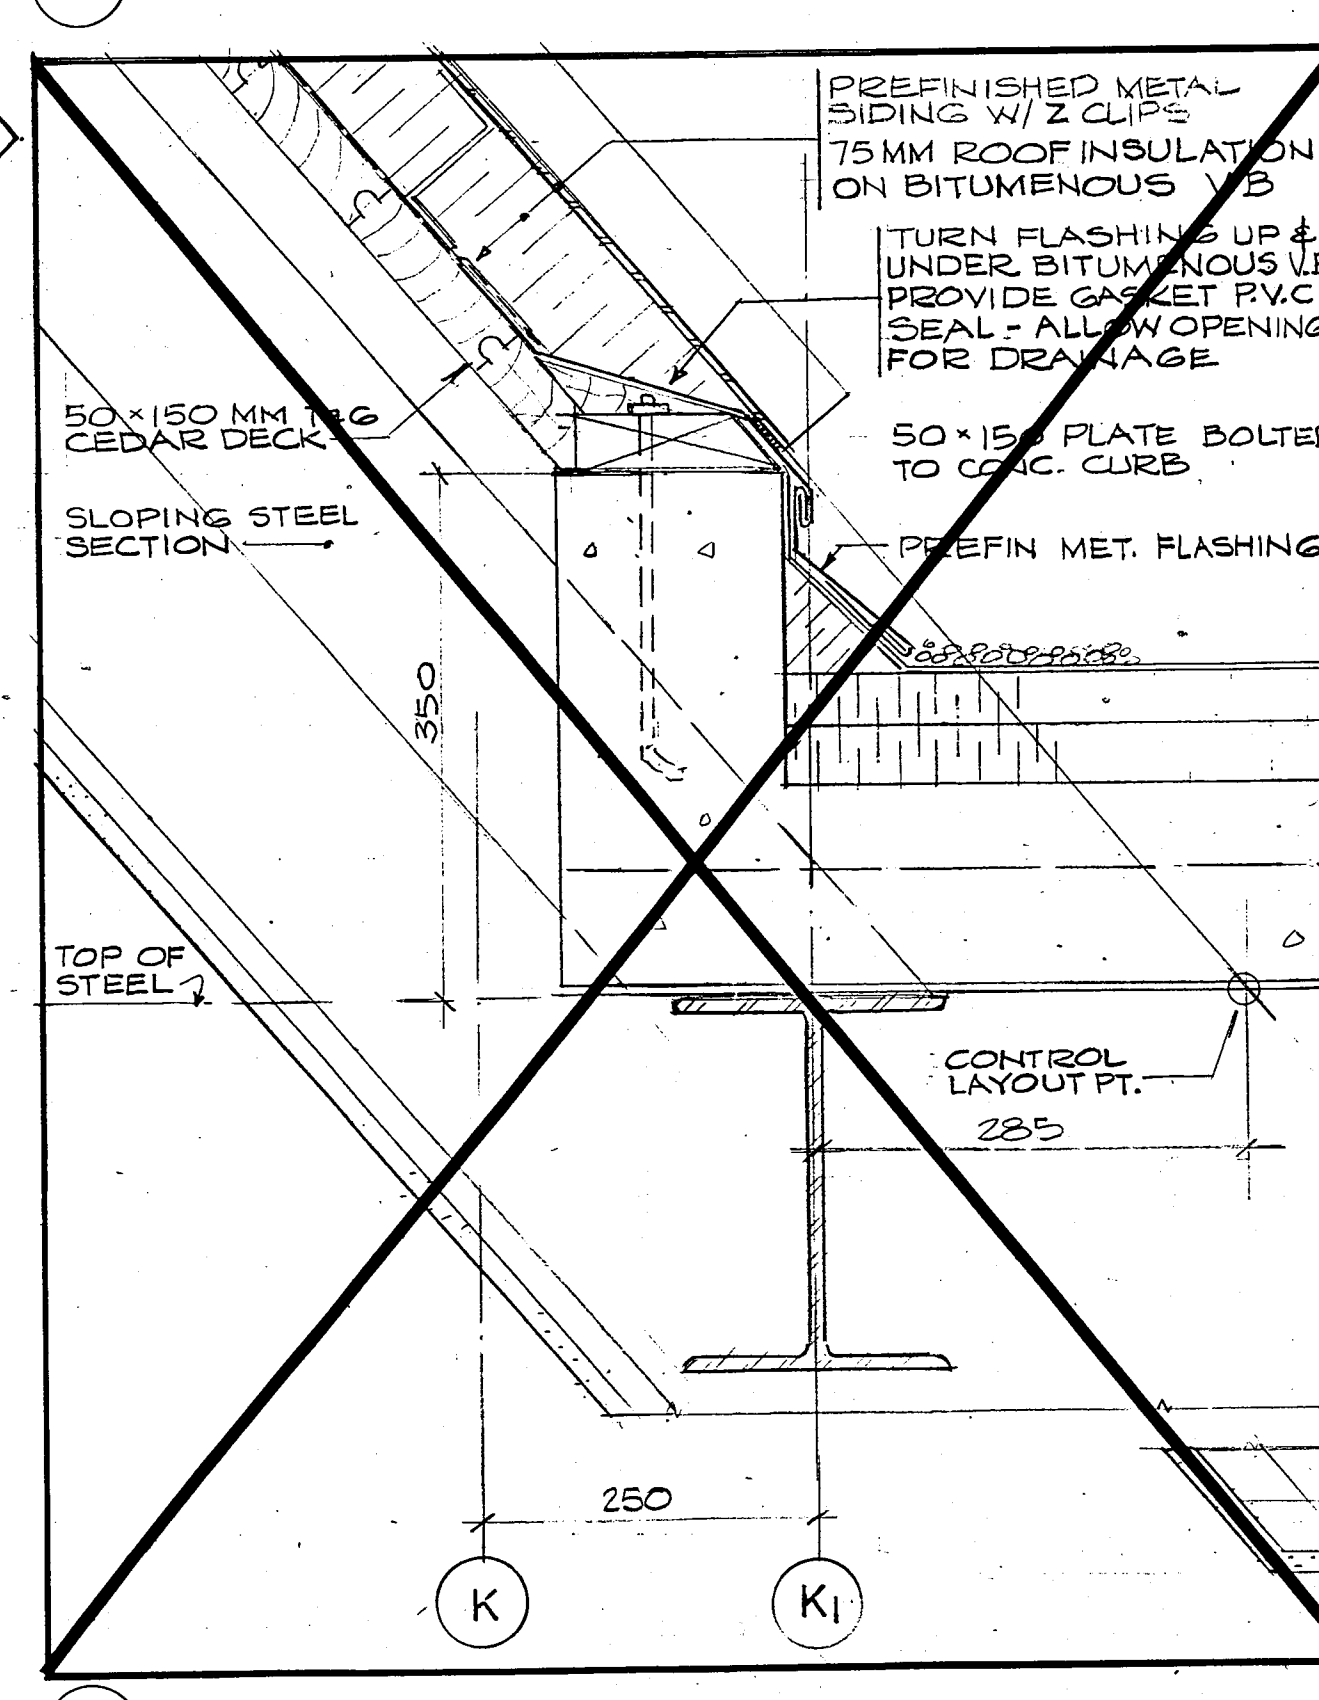 PREFINISHED METAL
SIDING W/ Z CLIPS
75MM ROOF INSULATION
ON BITUMENOUS VB
TURN FLASHING UP &
UNDER BITUMENOUS V.B
PROVIDE GASKET P.V.C
SEAL - ALLOW OPENING
FOR DRAINAGE
50 × 150 MM T&G
CEDAR DECK
50 × 150 PLATE BOLTED
TO CONC. CURB
SLOPING STEEL
SECTION
PREFIN MET. FLASHING
350
TOP OF
STEEL
CONTROL
LAYOUT PT.
285
250
K
K1